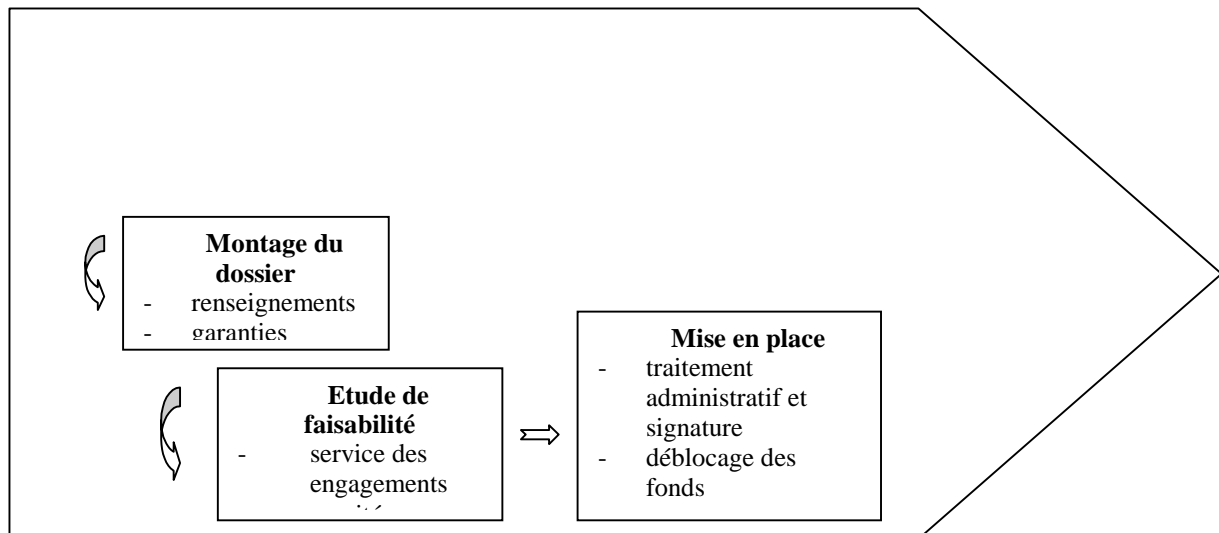 Montage du
dossier
- renseignements
- garanties
Etude de
faisabilité
- service des
engagements
Mise en place
- traitement
administratif et
signature
- déblocage des
fonds